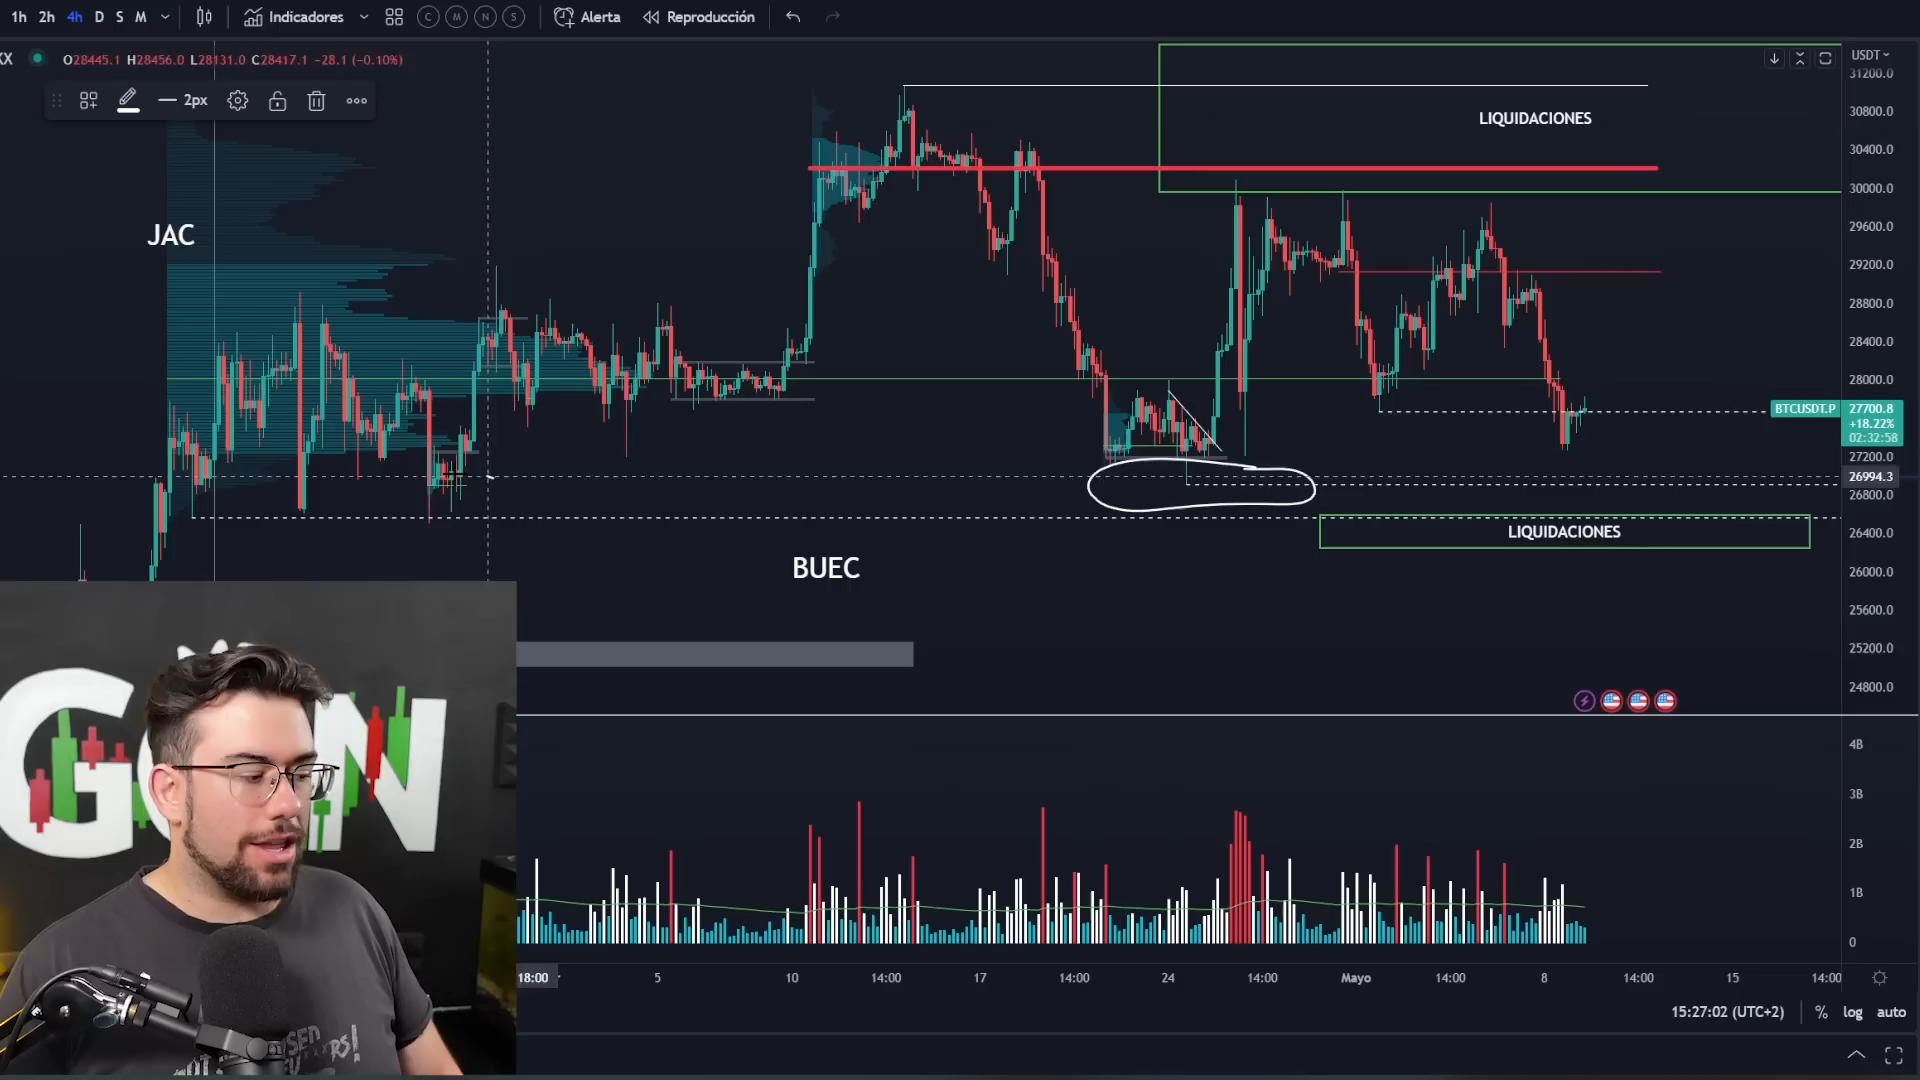 1h 2h 4h D S M Indicadores C M N S Alerta Reproducción
O28445.1 H28456.0 L28131.0 C28417.1 −28.1 (−0.10%)
USDT
2px
31200.0
LIQUIDACIONES
30800.0
30400.0
30000.0
JAC
29600.0
29200.0
28800.0
28400.0
28000.0
BTCUSDT.P 27700.8
+18.22%
02:32:58
27200.0
26994.3
26800.0
LIQUIDACIONES
26400.0
BUEC
26000.0
25600.0
25200.0
24800.0
4B
3B
2B
1B
0
18:00 5 10 14:00 17 14:00 24 14:00 Mayo 14:00 8 14:00 15 14:00
15:27:02 (UTC+2) % log auto